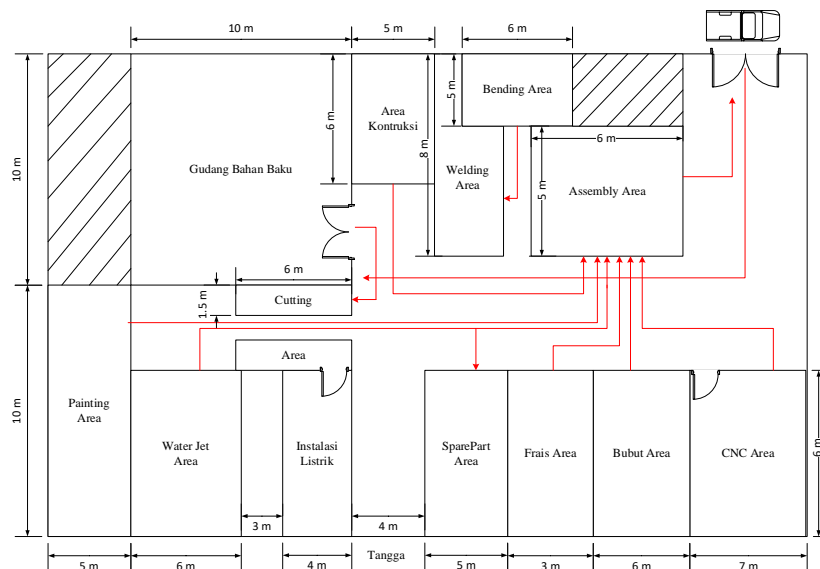 10 m
5 m
6 m
10 m
Gudang Bahan Baku
6 m
Area
Kontruksi
8 m
5 m
Bending Area
Welding
Area
6 m
5 m
Assembly Area
6 m
Cutting
1.5 m
Area
10 m
Painting
Area
Water Jet
Area
Instalasi
Listrik
SparePart
Area
Frais Area
Bubut Area
CNC Area
6 m
3 m
4 m
Tangga
5 m
6 m
4 m
5 m
3 m
6 m
7 m